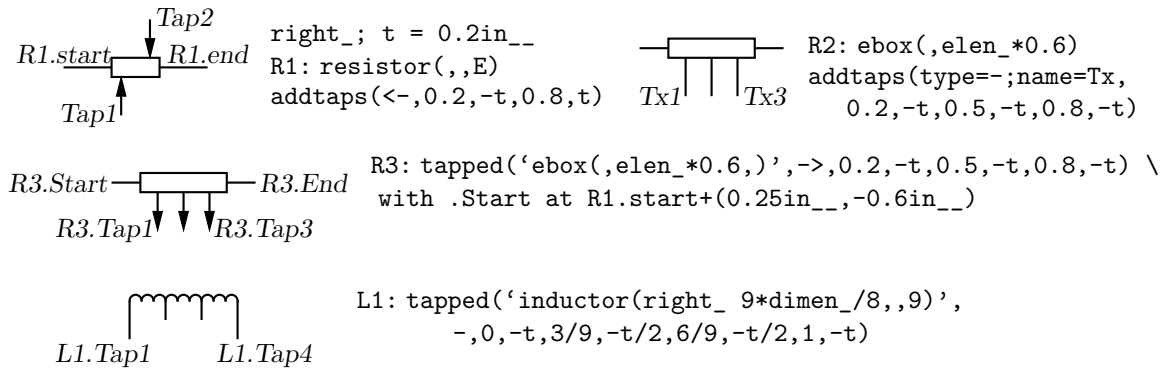 Tap2
R1.start R1.end
Tap1
right_; t = 0.2in__
R1: resistor(,,E)
addtaps(<-,0.2,-t,0.8,t)
Tx1 Tx3
R2: ebox(,elen_*0.6)
addtaps(type=-;name=Tx,
0.2,-t,0.5,-t,0.8,-t)
R3.Start R3.End
R3.Tap1 R3.Tap3
R3: tapped(‘ebox(,elen_*0.6,)’,->,0.2,-t,0.5,-t,0.8,-t) \
with .Start at R1.start+(0.25in__,-0.6in__)
L1.Tap1 L1.Tap4
L1: tapped(‘inductor(right_ 9*dimen_/8,,9)’,
-,0,-t,3/9,-t/2,6/9,-t/2,1,-t)